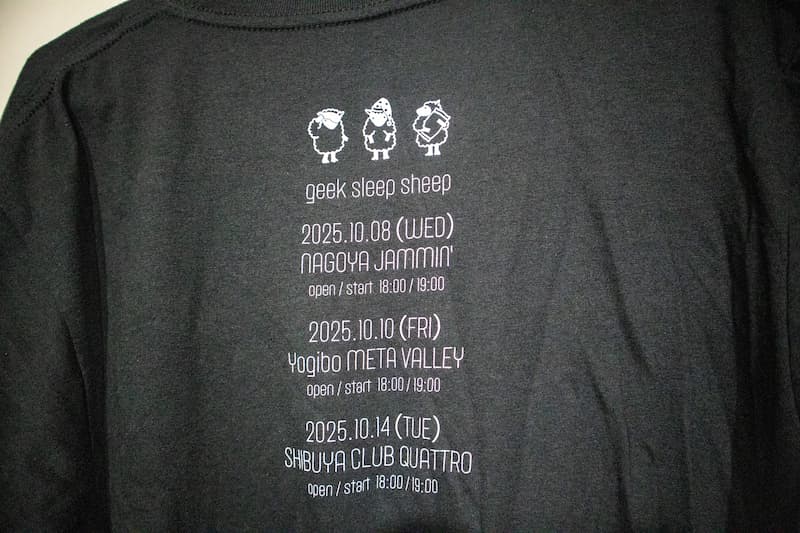 geek sleep sheep
2025.10.08 (WED)
NAGOYA JAMMIN'
open / start 18:00 / 19:00
2025.10.10 (FRI)
Yogibo META VALLEY
open / start 18:00 / 19:00
2025.10.14 (TUE)
SHIBUYA CLUB QUATTRO
open / start 18:00 / 19:00